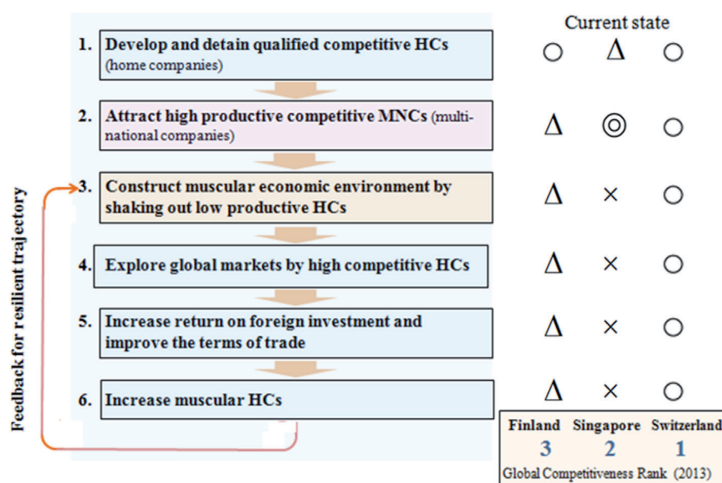 Current state
1. Develop and detain qualified competitive HCs
(home companies)
○ Δ ○
2. Attract high productive competitive MNCs (multi-
national companies)
Δ ◎ ○
3. Construct muscular economic environment by
shaking out low productive HCs
Δ × ○
4. Explore global markets by high competitive HCs
Δ × ○
5. Increase return on foreign investment and
improve the terms of trade
Δ × ○
6. Increase muscular HCs
Δ × ○
Feedback for resilient trajectory
Finland Singapore Switzerland
3 2 1
Global Competitiveness Rank (2013)